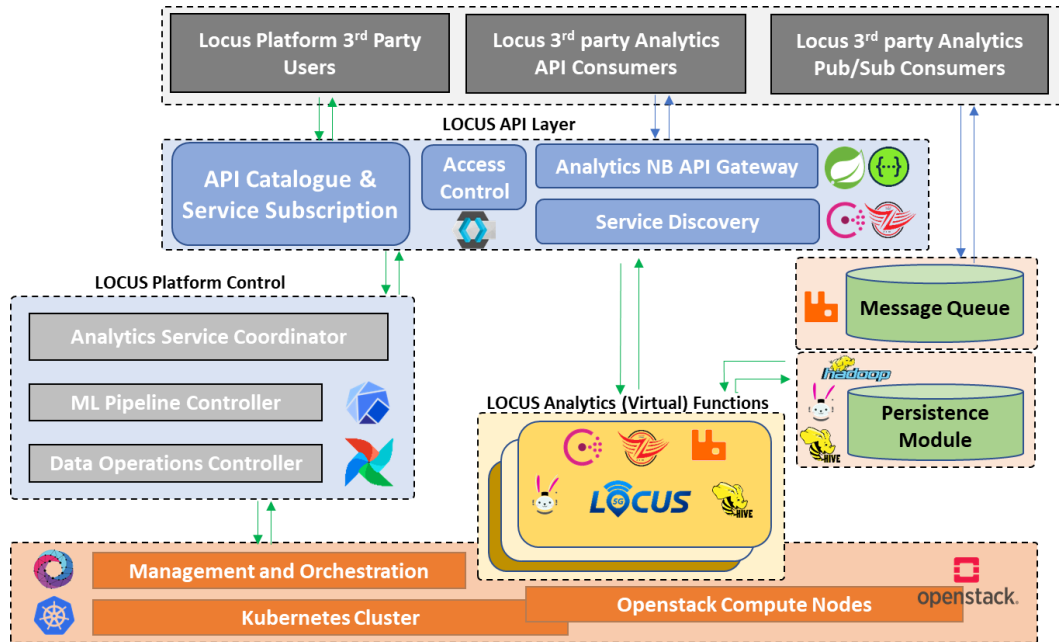 Locus Platform 3rd Party
Users
Locus 3rd party Analytics
API Consumers
Locus 3rd party Analytics
Pub/Sub Consumers
LOCUS API Layer
API Catalogue &
Service Subscription
Access
Control
Analytics NB API Gateway
{···}
Service Discovery
LOCUS Platform Control
Analytics Service Coordinator
ML Pipeline Controller
Data Operations Controller
Message Queue
hadoop
Persistence
Module
HIVE
LOCUS Analytics (Virtual) Functions
LOCUS
5G
HIVE
Management and Orchestration
Kubernetes Cluster
Openstack Compute Nodes
openstack.